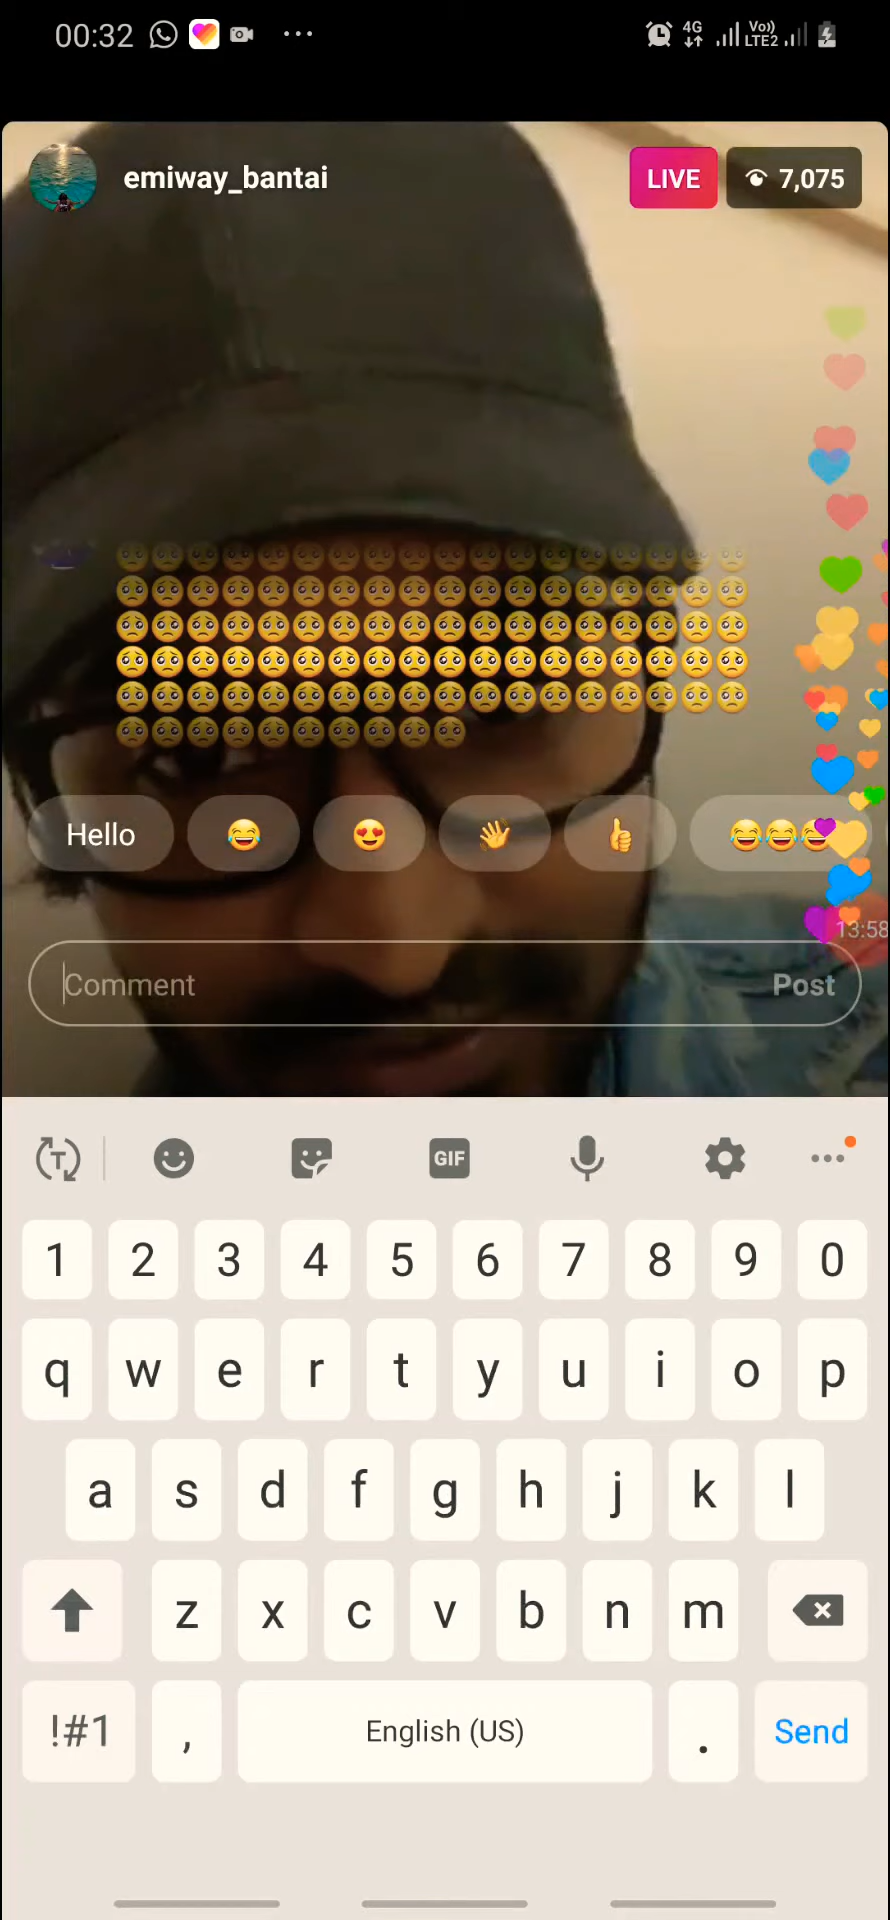 00:32
4G Vo)) LTE2
emiway_bantai LIVE 7,075
🥺🥺🥺🥺🥺🥺🥺🥺🥺🥺🥺🥺🥺🥺🥺🥺🥺🥺
🥺🥺🥺🥺🥺🥺🥺🥺🥺🥺🥺🥺🥺🥺🥺🥺🥺🥺
🥺🥺🥺🥺🥺🥺🥺🥺🥺🥺🥺🥺🥺🥺🥺🥺🥺🥺
🥺🥺🥺🥺🥺🥺🥺🥺🥺🥺🥺🥺🥺🥺🥺🥺🥺🥺
🥺🥺🥺🥺🥺🥺🥺🥺🥺🥺🥺🥺🥺🥺🥺🥺🥺🥺
🥺🥺🥺🥺🥺🥺🥺🥺🥺🥺
Hello 😂 😍 👋 👍 😂😂😂
13:58
Comment Post
T GIF
1 2 3 4 5 6 7 8 9 0
q w e r t y u i o p
a s d f g h j k l
z x c v b n m
!#1 , English (US) . Send